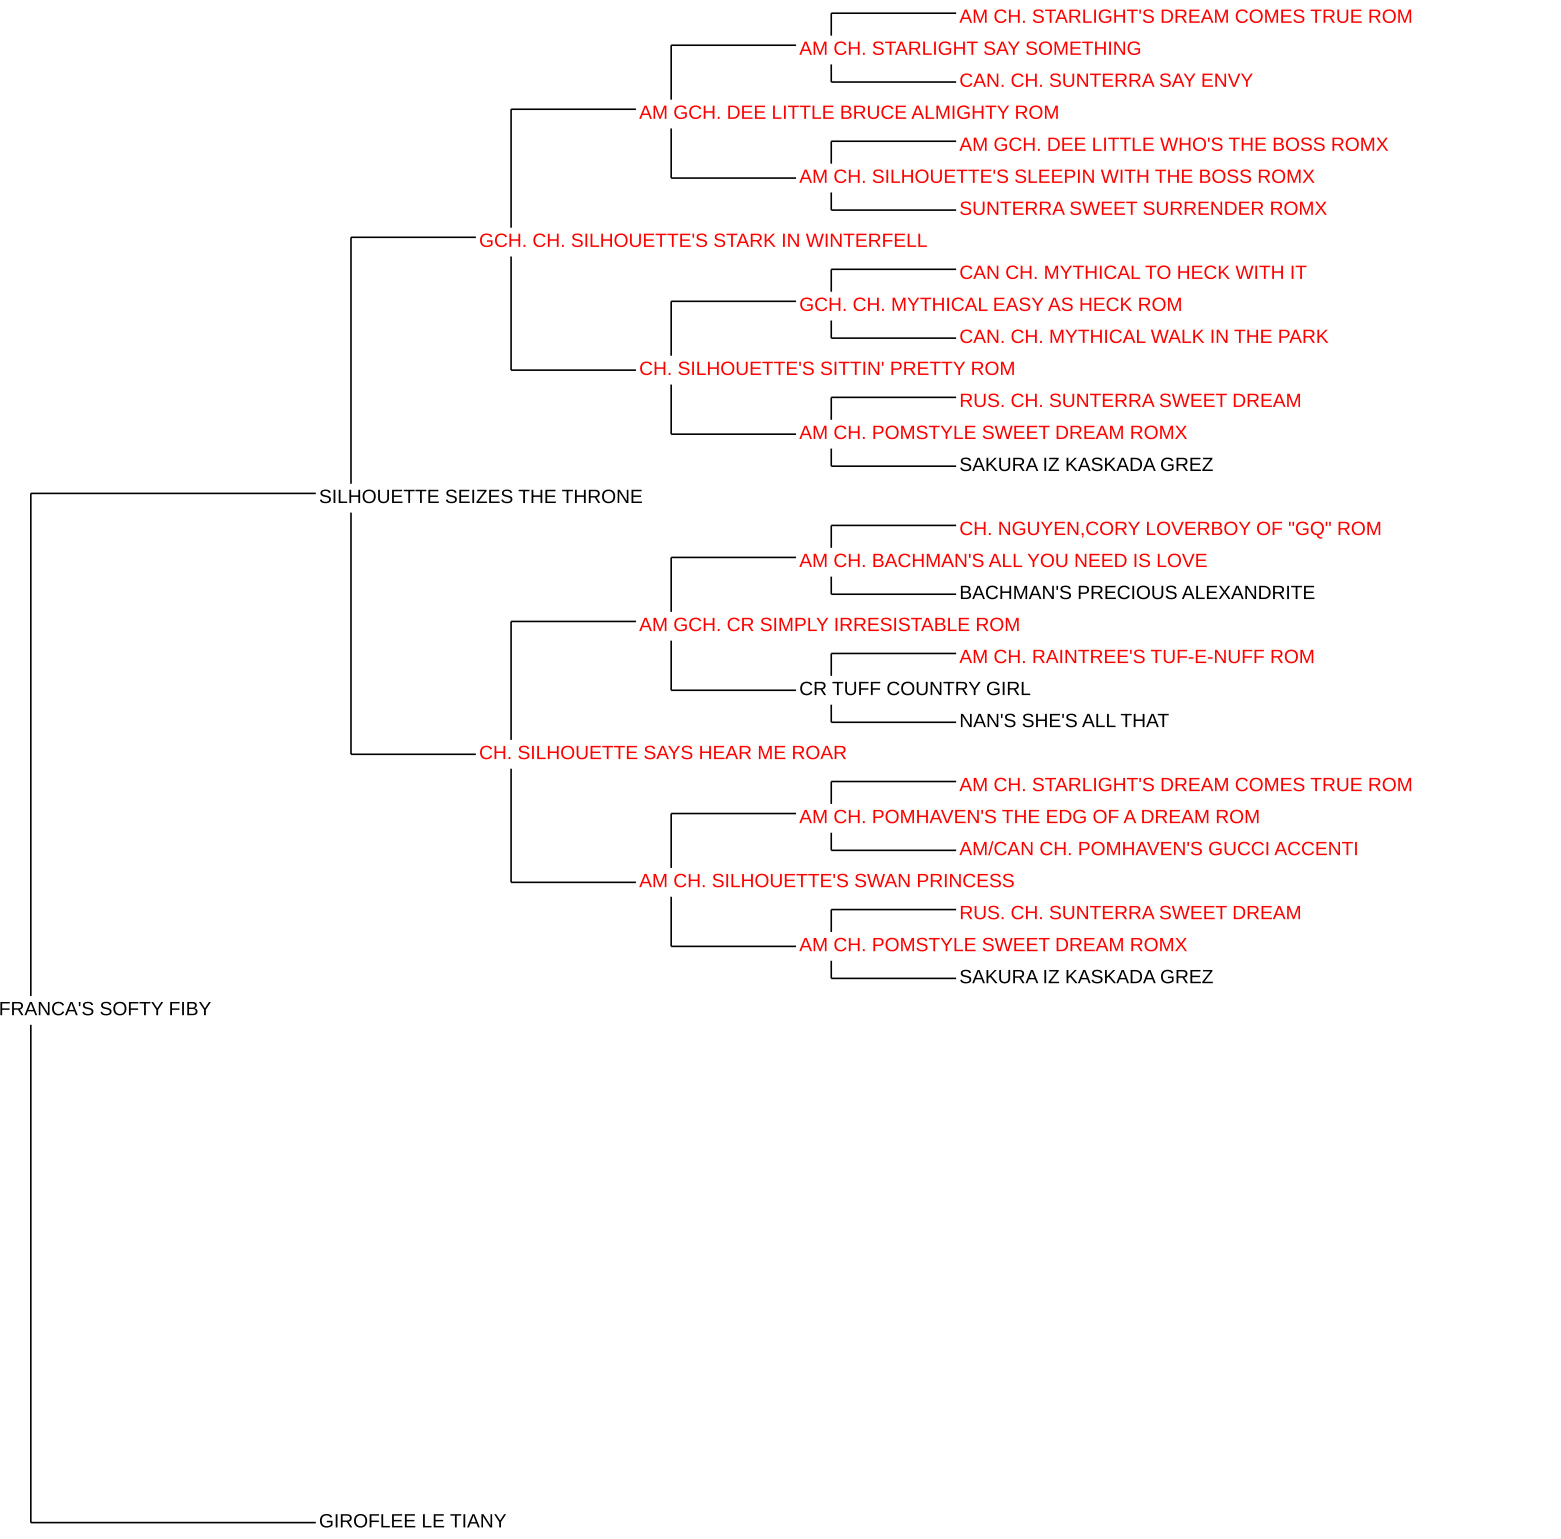 AM CH. STARLIGHT'S DREAM COMES TRUE ROM
AM CH. STARLIGHT SAY SOMETHING
CAN. CH. SUNTERRA SAY ENVY
AM GCH. DEE LITTLE BRUCE ALMIGHTY ROM
AM GCH. DEE LITTLE WHO'S THE BOSS ROMX
AM CH. SILHOUETTE'S SLEEPIN WITH THE BOSS ROMX
SUNTERRA SWEET SURRENDER ROMX
GCH. CH. SILHOUETTE'S STARK IN WINTERFELL
CAN CH. MYTHICAL TO HECK WITH IT
GCH. CH. MYTHICAL EASY AS HECK ROM
CAN. CH. MYTHICAL WALK IN THE PARK
CH. SILHOUETTE'S SITTIN' PRETTY ROM
RUS. CH. SUNTERRA SWEET DREAM
AM CH. POMSTYLE SWEET DREAM ROMX
SAKURA IZ KASKADA GREZ
SILHOUETTE SEIZES THE THRONE
CH. NGUYEN,CORY LOVERBOY OF "GQ" ROM
AM CH. BACHMAN'S ALL YOU NEED IS LOVE
BACHMAN'S PRECIOUS ALEXANDRITE
AM GCH. CR SIMPLY IRRESISTABLE ROM
AM CH. RAINTREE'S TUF-E-NUFF ROM
CR TUFF COUNTRY GIRL
NAN'S SHE'S ALL THAT
CH. SILHOUETTE SAYS HEAR ME ROAR
AM CH. STARLIGHT'S DREAM COMES TRUE ROM
AM CH. POMHAVEN'S THE EDG OF A DREAM ROM
AM/CAN CH. POMHAVEN'S GUCCI ACCENTI
AM CH. SILHOUETTE'S SWAN PRINCESS
RUS. CH. SUNTERRA SWEET DREAM
AM CH. POMSTYLE SWEET DREAM ROMX
SAKURA IZ KASKADA GREZ
FRANCA'S SOFTY FIBY
GIROFLEE LE TIANY